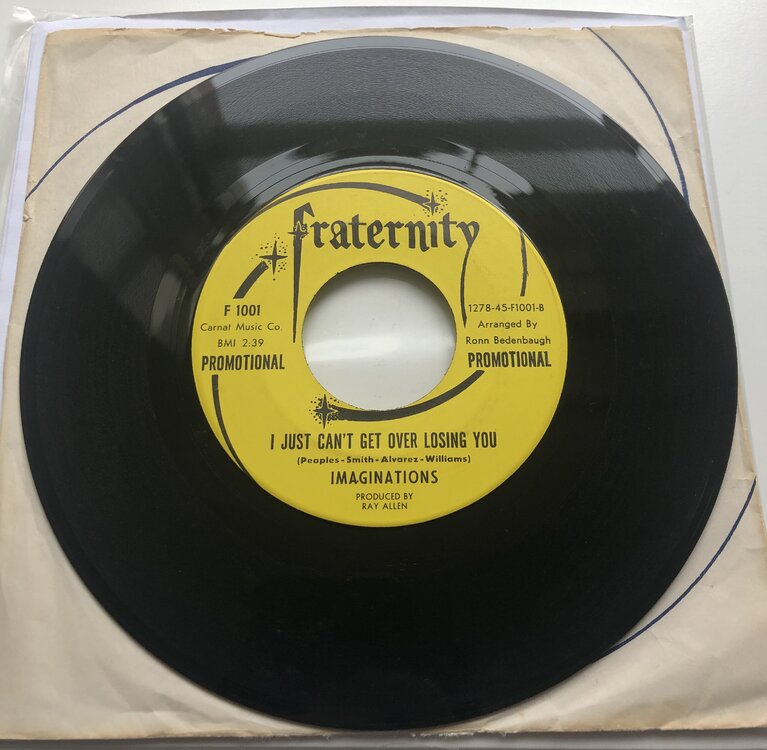 fraternity
F 1001
Carnat Music Co.
BMI 2:39
PROMOTIONAL
1278-45-F1001-B
Arranged By
Ronn Bedenbaugh
PROMOTIONAL
I JUST CAN'T GET OVER LOSING YOU
(Peoples-Smith-Alvarez-Williams)
IMAGINATIONS
PRODUCED BY
RAY ALLEN